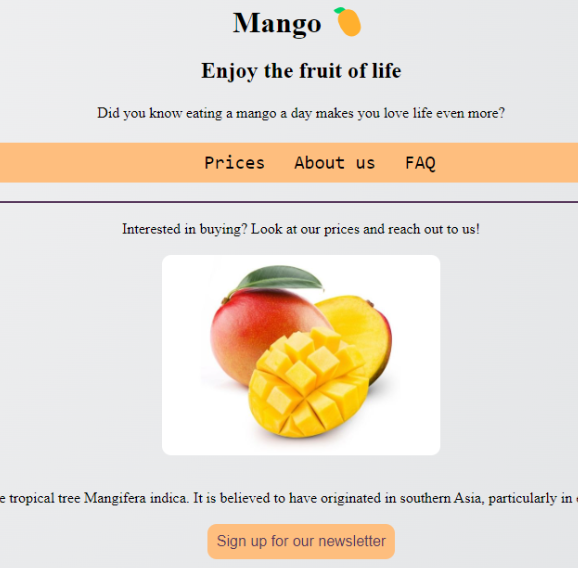 Mango 🥭
Enjoy the fruit of life
Did you know eating a mango a day makes you love life even more?
Prices About us FAQ
Interested in buying? Look at our prices and reach out to us!
tropical tree Mangifera indica. It is believed to have originated in southern Asia, particularly in
Sign up for our newsletter